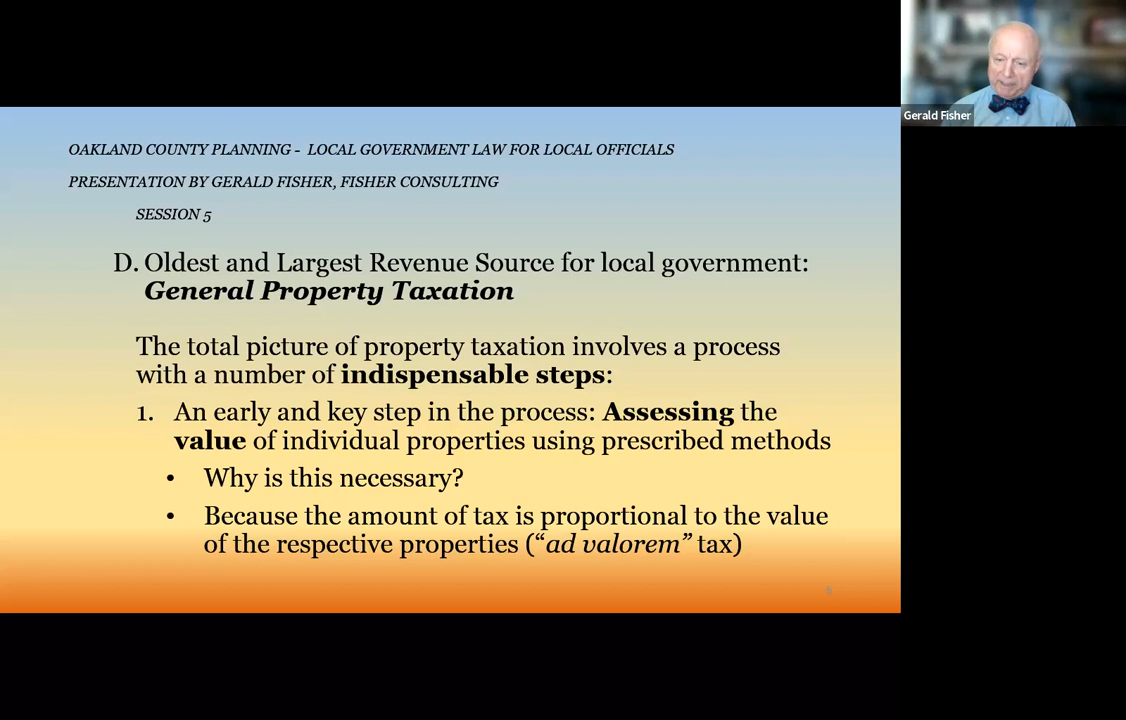 Gerald Fisher
OAKLAND COUNTY PLANNING - LOCAL GOVERNMENT LAW FOR LOCAL OFFICIALS
PRESENTATION BY GERALD FISHER, FISHER CONSULTING
SESSION 5
D. Oldest and Largest Revenue Source for local government:
General Property Taxation
The total picture of property taxation involves a process
with a number of indispensable steps:
1. An early and key step in the process: Assessing the
value of individual properties using prescribed methods
• Why is this necessary?
• Because the amount of tax is proportional to the value
of the respective properties (“ad valorem” tax)